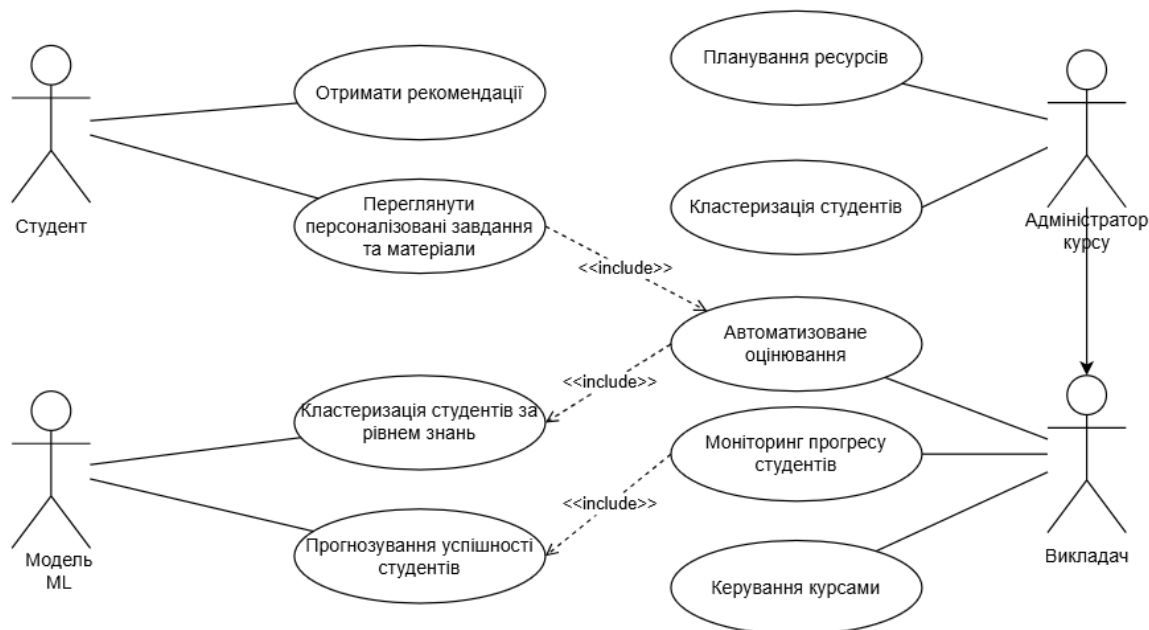 Отримати рекомендації
Планування ресурсів
Студент
Переглянути
персоналізовані завдання
та матеріали
Кластеризація студентів
Адміністратор
курсу
<<include>>
Автоматизоване
оцінювання
<<include>>
Кластеризація студентів за
рівнем знань
Моніторинг прогресу
студентів
<<include>>
Модель
ML
Прогнозування успішності
студентів
Викладач
Керування курсами